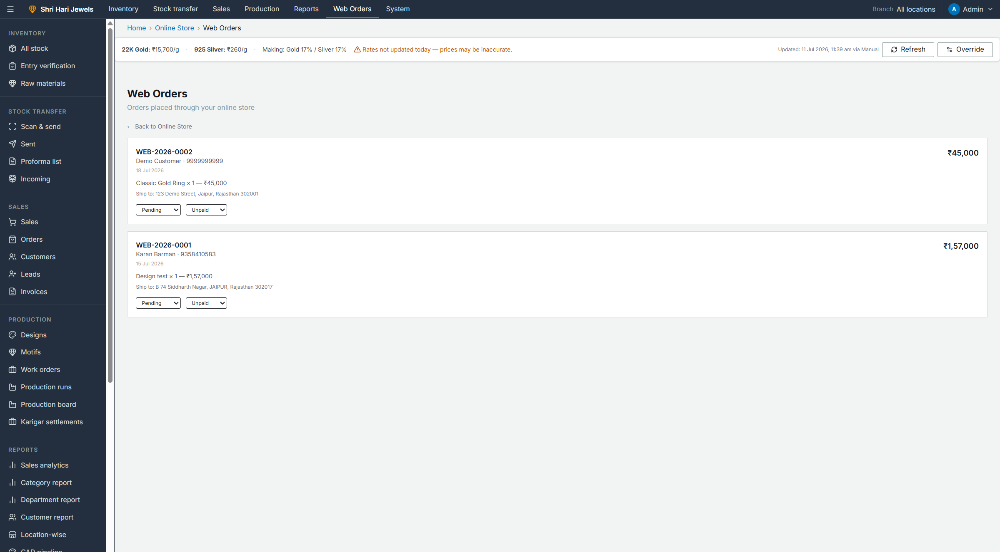 Shri Hari Jewels
Inventory Stock transfer Sales Production Reports Web Orders System
Branch All locations
A Admin
INVENTORY
All stock
Entry verification
Raw materials
STOCK TRANSFER
Scan & send
Sent
Proforma list
Incoming
SALES
Sales
Orders
Customers
Leads
Invoices
PRODUCTION
Designs
Motifs
Work orders
Production runs
Production board
Karigar settlements
REPORTS
Sales analytics
Category report
Department report
Customer report
Location-wise
CAD pipeline
Home › Online Store › Web Orders
22K Gold: ₹15,700/g · 925 Silver: ₹260/g · Making: Gold 17% / Silver 17% Rates not updated today — prices may be inaccurate.
Updated: 11 Jul 2026, 11:39 am via Manual Refresh Override
Web Orders
Orders placed through your online store
← Back to Online Store
WEB-2026-0002 ₹45,000
Demo Customer · 9999999999
18 Jul 2026
Classic Gold Ring × 1 — ₹45,000
Ship to: 123 Demo Street, Jaipur, Rajasthan 302001
Pending Unpaid
WEB-2026-0001 ₹1,57,000
Karan Barman · 9358410583
15 Jul 2026
Design test × 1 — ₹1,57,000
Ship to: B 74 Siddharth Nagar, JAIPUR, Rajasthan 302017
Pending Unpaid